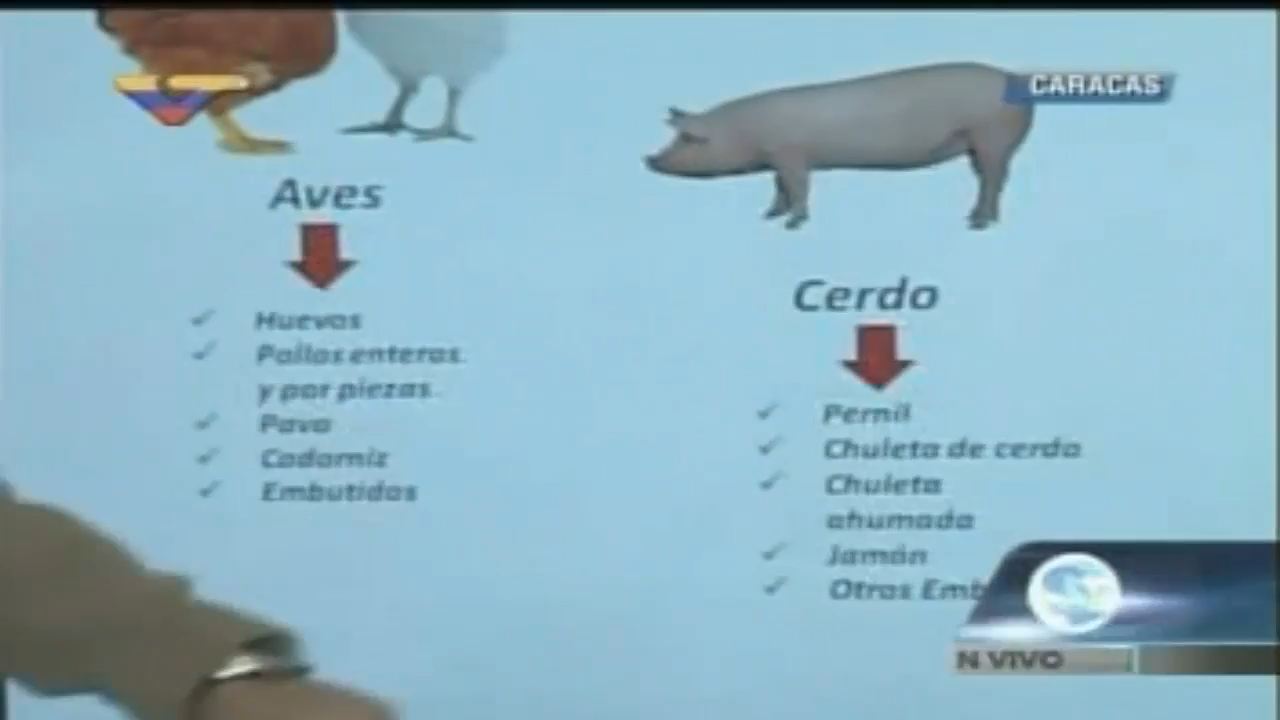 CARACAS
Aves
Huevos
Pollos enteros
y por piezas
Pavo
Codorniz
Embutidos
Cerdo
Pernil
Chuleta de cerdo
Chuleta
ahumada
Jamón
Otros Emb
N VIVO